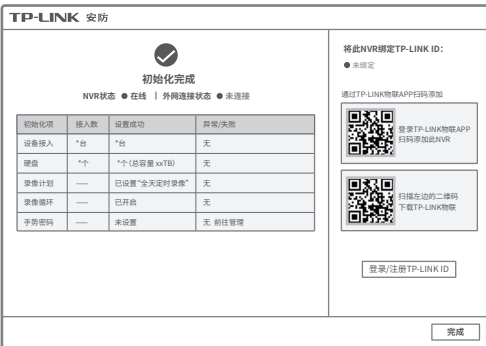 TP-LINK 安防
初始化完成
NVR状态 ● 在线 | 外网连接状态 ● 未连接
初始化项 接入数 设置成功 异常/失败
设备接入 *台 *台 无
硬盘 *个 *个（总容量 xxTB） 无
录像计划 —— 已设置“全天定时录像” 无
录像循环 —— 已开启 无
手势密码 —— 未设置 无 前往管理
将此NVR绑定TP-LINK ID：
● 未绑定
通过TP-LINK物联APP扫码添加
登录TP-LINK物联APP
扫码添加此NVR
扫描左边的二维码
下载TP-LINK物联
登录/注册TP-LINK ID
完成